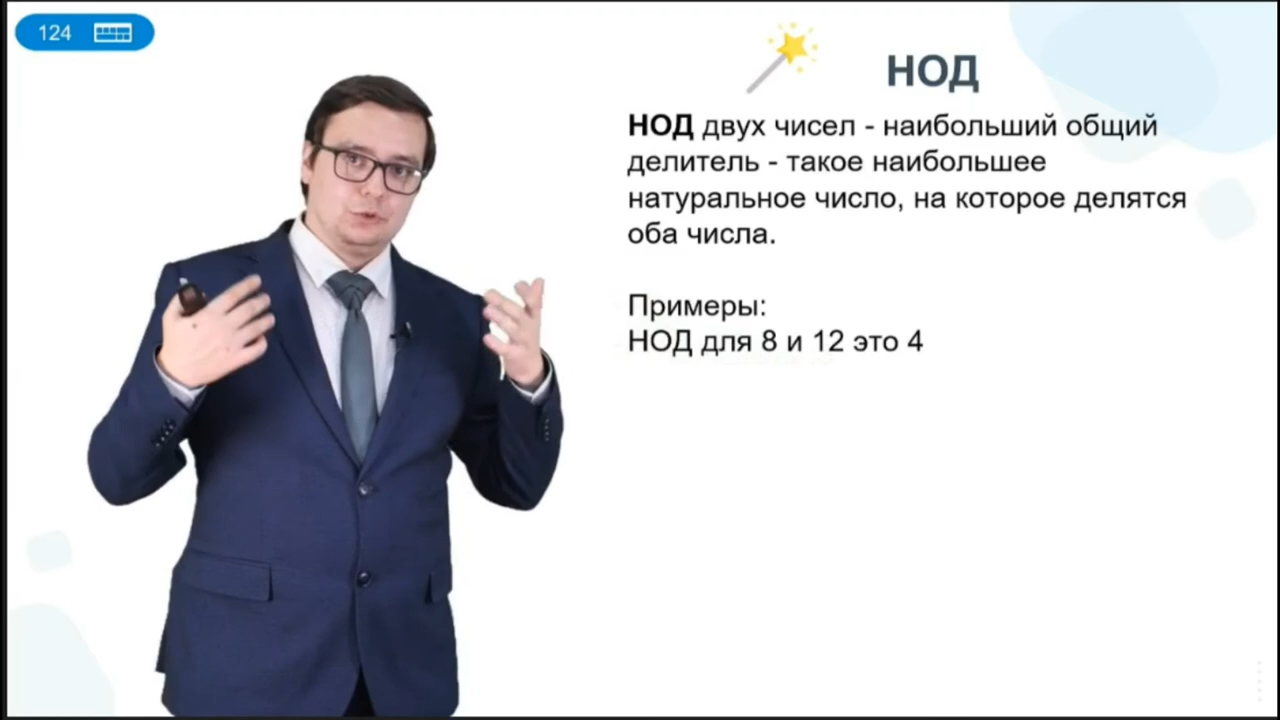 124
НОД
НОД двух чисел - наибольший общий
делитель - такое наибольшее
натуральное число, на которое делятся
оба числа.
Примеры:
НОД для 8 и 12 это 4